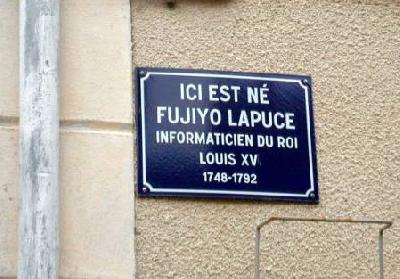 ICI EST NÉ
FUJIYO LAPUCE
INFORMATICIEN DU ROI
LOUIS XV
1748-1792